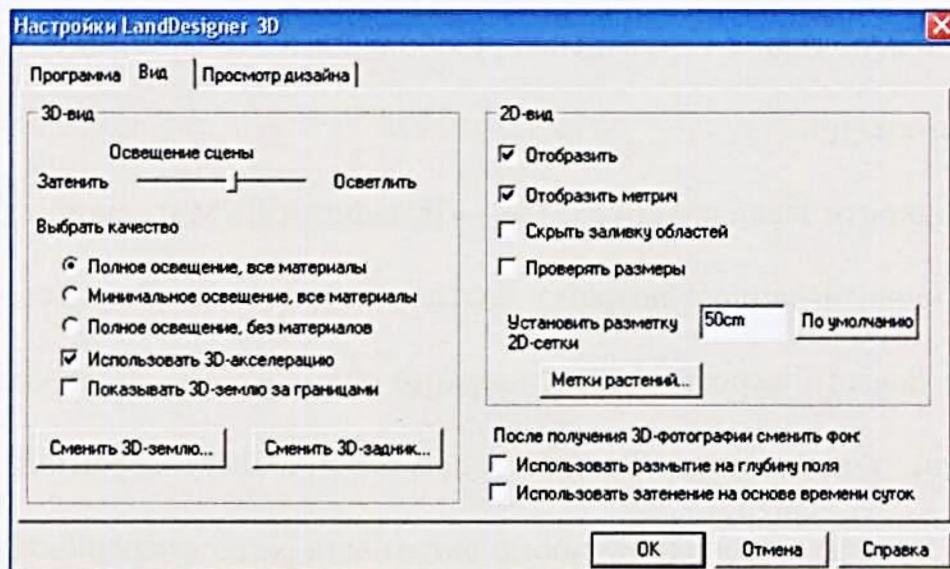 Настройки LandDesigner 3D
Программа Вид Просмотр дизайна
3D-вид
Освещение сцены
Затенить Осветлить
Выбрать качество
Полное освещение, все материалы
Минимальное освещение, все материалы
Полное освещение, без материалов
Использовать 3D-акселерацию
Показывать 3D-землю за границами
Сменить 3D-землю... Сменить 3D-задник...
2D-вид
Отобразить
Отобразить метрич
Скрыть заливку областей
Проверять размеры
Установить разметку 50cm По умолчанию
2D-сетки
Метки растений...
После получения 3D-фотографии сменить фон:
Использовать размытие на глубину поля
Использовать затенение на основе времени суток
OK Отмена Справка